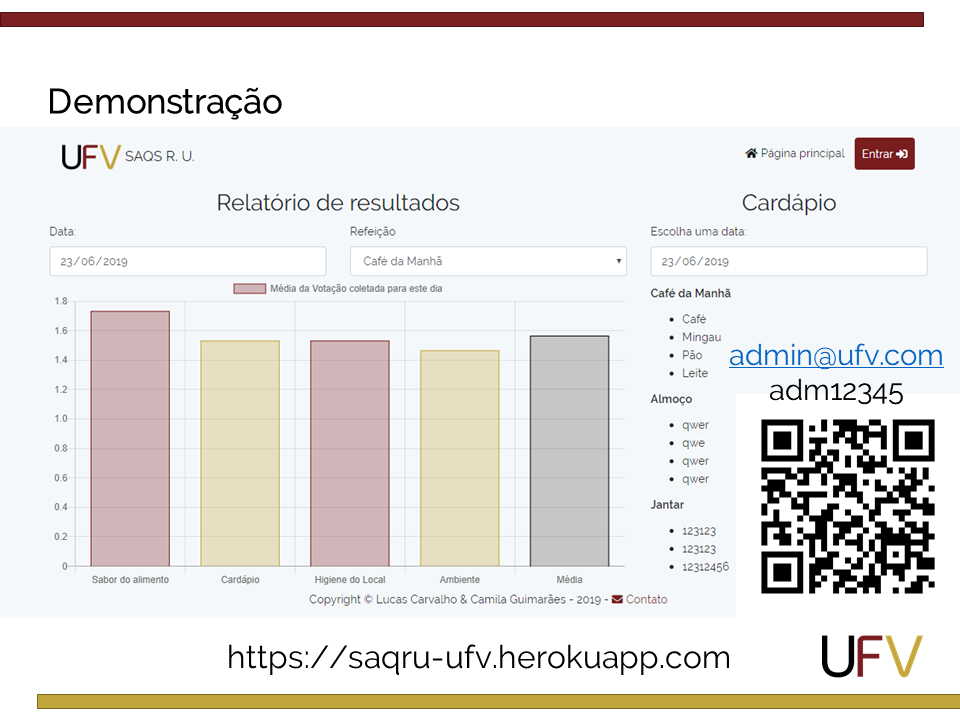 Demonstração
UFV SAQS R. U.
Página principal
Entrar
Relatório de resultados
Cardápio
Data:
Refeição
Escolha uma data:
23/06/2019
Café da Manhã
23/06/2019
Média da Votação coletada para este dia
1.8
1.6
1.4
1.2
1.0
0.8
0.6
0.4
0.2
0
Sabor do alimento
Cardápio
Higiene do Local
Ambiente
Média
Café da Manhã
Café
Mingau
Pão
Leite
Almoço
qwer
qwe
qwer
qwer
Jantar
123123
123123
12312456
admin@ufv.com
adm12345
Copyright © Lucas Carvalho & Camila Guimarães - 2019 - Contato
https://saqru-ufv.herokuapp.com
UFV